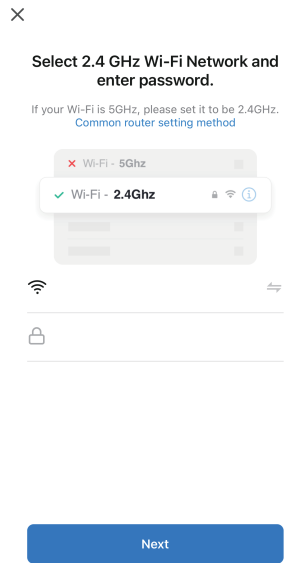 Select 2.4 GHz Wi-Fi Network and
enter password.
If your Wi-Fi is 5GHz, please set it to be 2.4GHz.
Common router setting method
Wi-Fi - 5Ghz
Wi-Fi - 2.4Ghz
Next